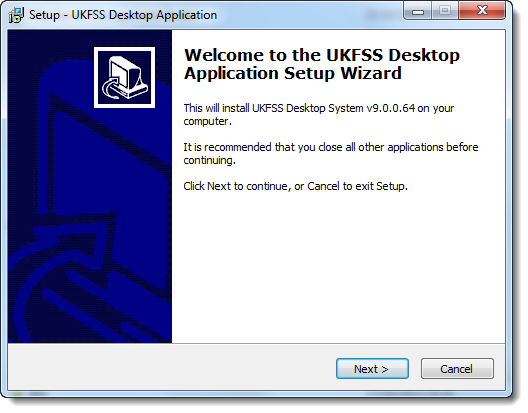 Setup - UKFSS Desktop Application
Welcome to the UKFSS Desktop
Application Setup Wizard
This will install UKFSS Desktop System v9.0.0.64 on your
computer.
It is recommended that you close all other applications before
continuing.
Click Next to continue, or Cancel to exit Setup.
Next >
Cancel